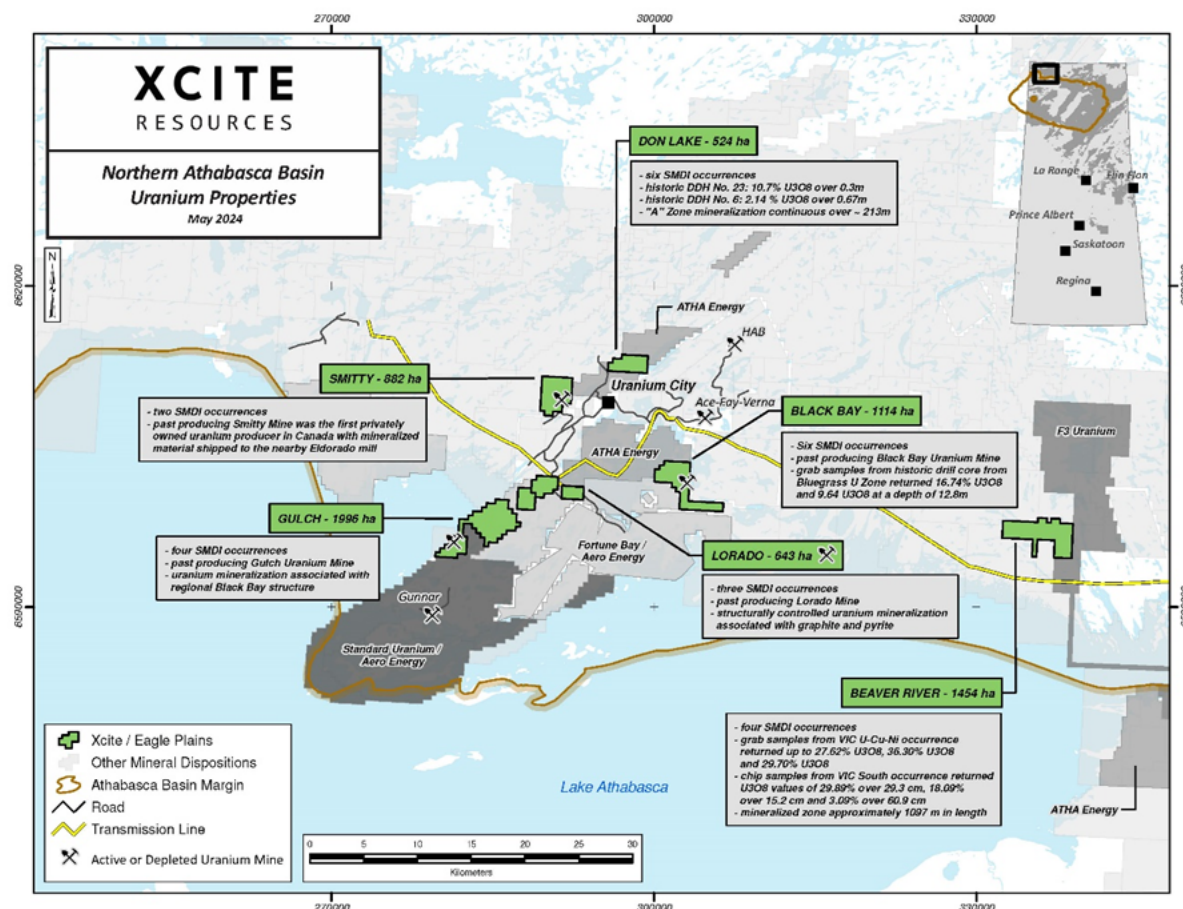 270000
300000
330000
XCITE
RESOURCES
Northern Athabasca Basin
Uranium Properties
May 2024
N
DON LAKE - 524 ha
- six SMDI occurrences
- historic DDH No. 23: 10.7% U3O8 over 0.3m
- historic DDH No. 6: 2.14 % U3O8 over 0.67m
- "A" Zone mineralization continuous over ~ 213m
La Range
Flin Flon
Prince Albert
Saskatoon
Regina
6620000
ATHA Energy
HAB
SMITTY - 882 ha
- two SMDI occurrences
- past producing Smitty Mine was the first privately
owned uranium producer in Canada with mineralized
material shipped to the nearby Eldorado mill
Uranium City
Ace-Fay-Verna
BLACK BAY - 1114 ha
- Six SMDI occurrences
- past producing Black Bay Uranium Mine
- grab samples from historic drill core from
Bluegrass U Zone returned 16.74% U3O8
and 9.64 U3O8 at a depth of 12.8m
F3 Uranium
ATHA Energy
GULCH - 1996 ha
- four SMDI occurrences
- past producing Gulch Uranium Mine
- uranium mineralization associated with
regional Black Bay structure
Fortune Bay /
Aero Energy
LORADO - 643 ha
- three SMDI occurrences
- past producing Lorado Mine
- structurally controlled uranium mineralization
associated with graphite and pyrite
6590000
Gunnar
Standard Uranium /
Aero Energy
BEAVER RIVER - 1454 ha
- four SMDI occurrences
- grab samples from VIC U-Cu-Ni occurrence
returned up to 27.62% U3O8, 36.30% U3O8
and 29.70% U3O8
- chip samples from VIC South occurrence returned
U3O8 values of 29.89% over 29.3 cm, 18.09%
over 15.2 cm and 3.09% over 60.9 cm
- mineralized zone approximately 1097 m in length
ATHA Energy
Lake Athabasca
Xcite / Eagle Plains
Other Mineral Dispositions
Athabasca Basin Margin
Road
Transmission Line
Active or Depleted Uranium Mine
0 5 10 15 20 25 30
Kilometers
270000
300000
330000